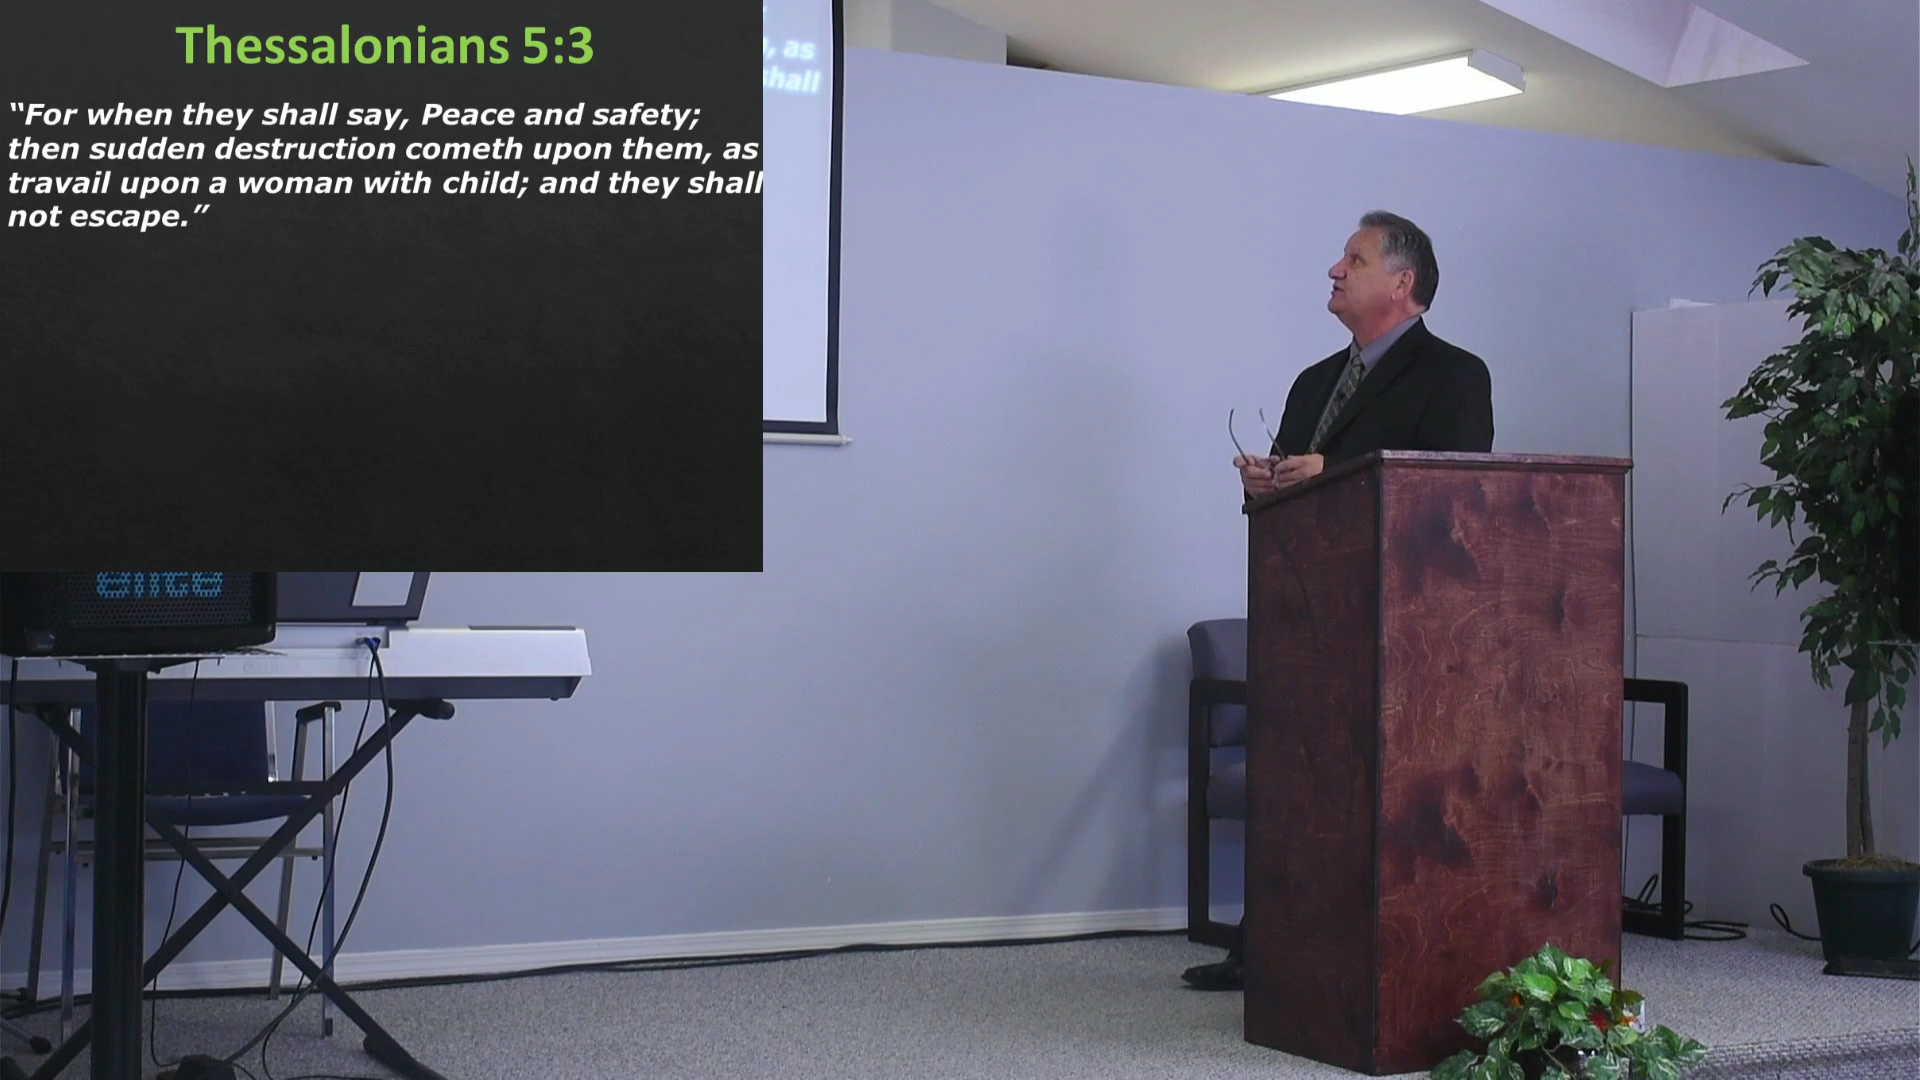 Thessalonians 5:3
“For when they shall say, Peace and safety;
then sudden destruction cometh upon them, as
travail upon a woman with child; and they shall
not escape.”
, as
shall